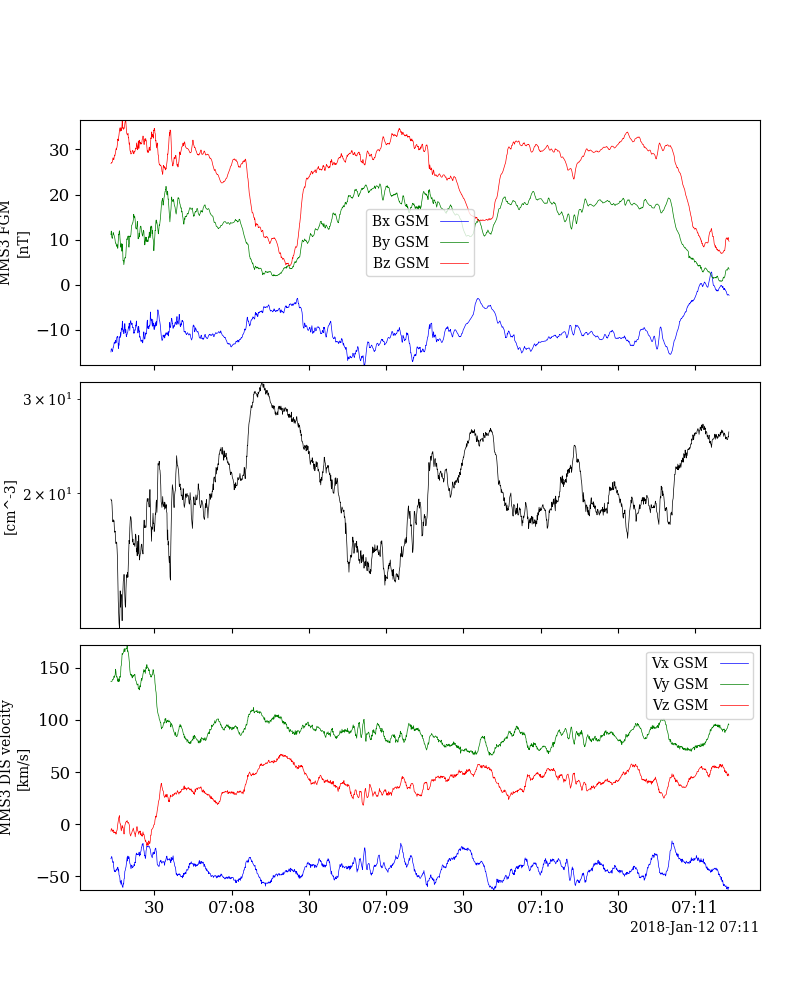 30
20
10
0
−10
MMS3 FGM
[nT]
Bx GSM
By GSM
Bz GSM
3 × 10¹
2 × 10¹
[cm^-3]
150
100
50
0
−50
MMS3 DIS velocity
[km/s]
Vx GSM
Vy GSM
Vz GSM
30 07:08 30 07:09 30 07:10 30 07:11
2018-Jan-12 07:11